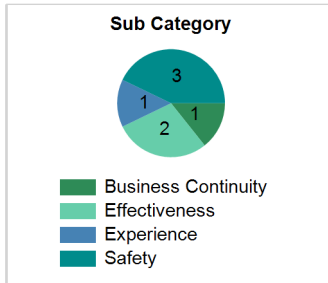 Sub Category
3
1
1
2
Business Continuity
Effectiveness
Experience
Safety